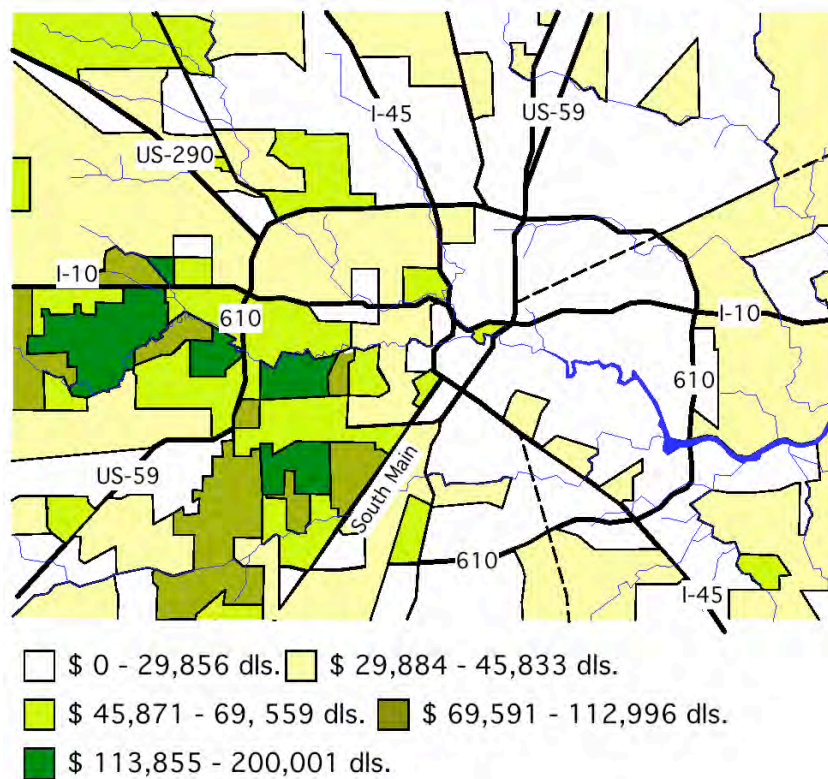 I-45
US-59
US-290
I-10
610
I-10
610
US-59
South Main
610
I-45
$ 0 - 29,856 dls.
$ 29,884 - 45,833 dls.
$ 45,871 - 69, 559 dls.
$ 69,591 - 112,996 dls.
$ 113,855 - 200,001 dls.